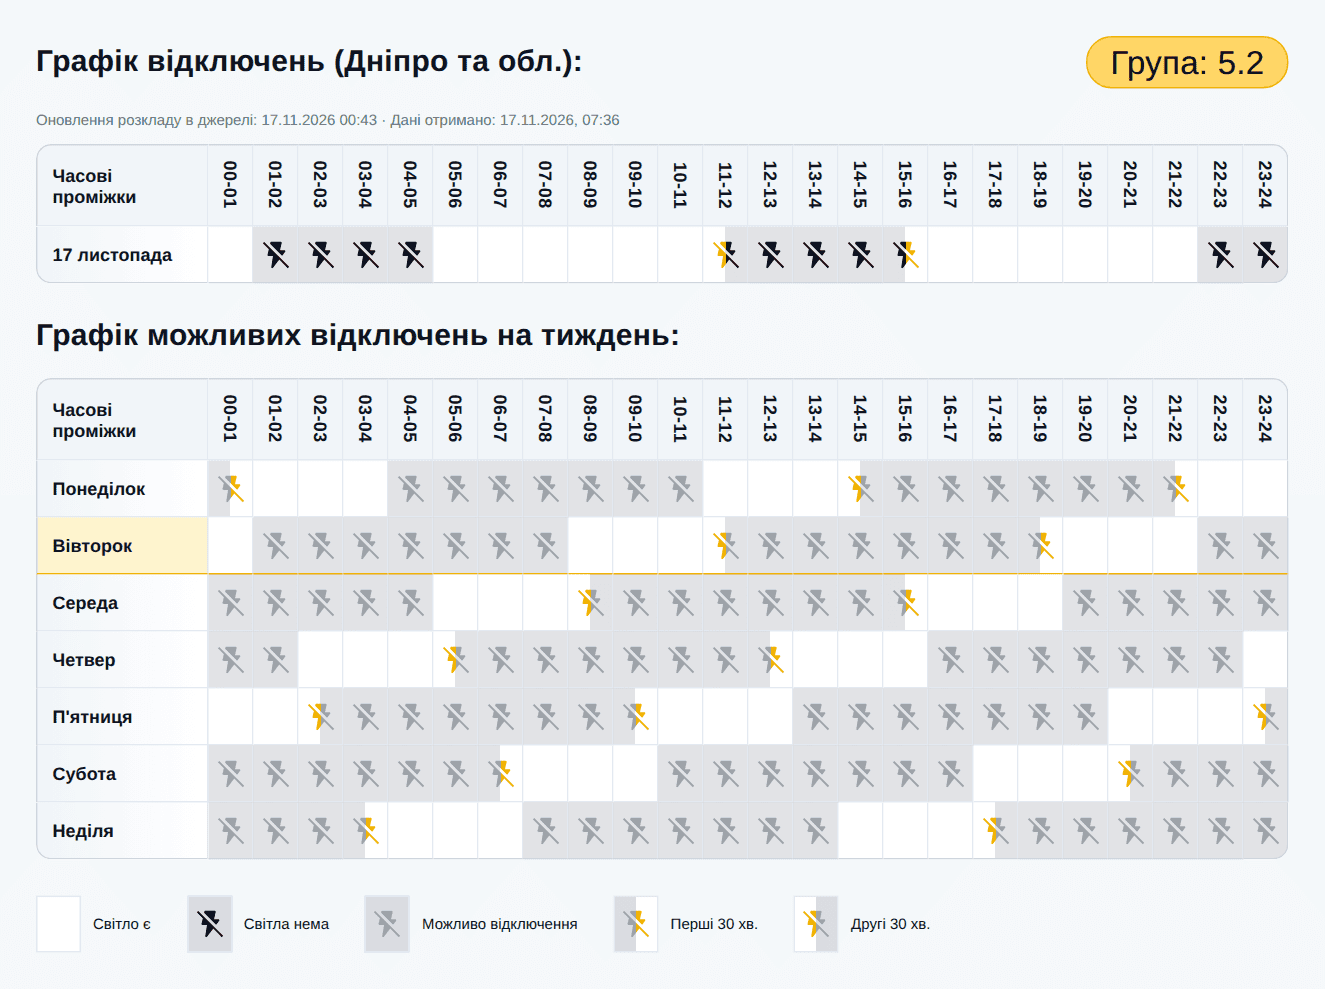 Графік відключень (Дніпро та обл.):
Група: 5.2
Оновлення розкладу в джерелі: 17.11.2026 00:43 · Дані отримано: 17.11.2026, 07:36
Часові
проміжки
00-01 01-02 02-03 03-04 04-05 05-06 06-07 07-08 08-09 09-10 10-11 11-12 12-13 13-14 14-15 15-16 16-17 17-18 18-19 19-20 20-21 21-22 22-23 23-24
17 листопада
Графік можливих відключень на тиждень:
Часові
проміжки
00-01 01-02 02-03 03-04 04-05 05-06 06-07 07-08 08-09 09-10 10-11 11-12 12-13 13-14 14-15 15-16 16-17 17-18 18-19 19-20 20-21 21-22 22-23 23-24
Понеділок
Вівторок
Середа
Четвер
П'ятниця
Субота
Неділя
Світло є
Світла нема
Можливо відключення
Перші 30 хв.
Другі 30 хв.